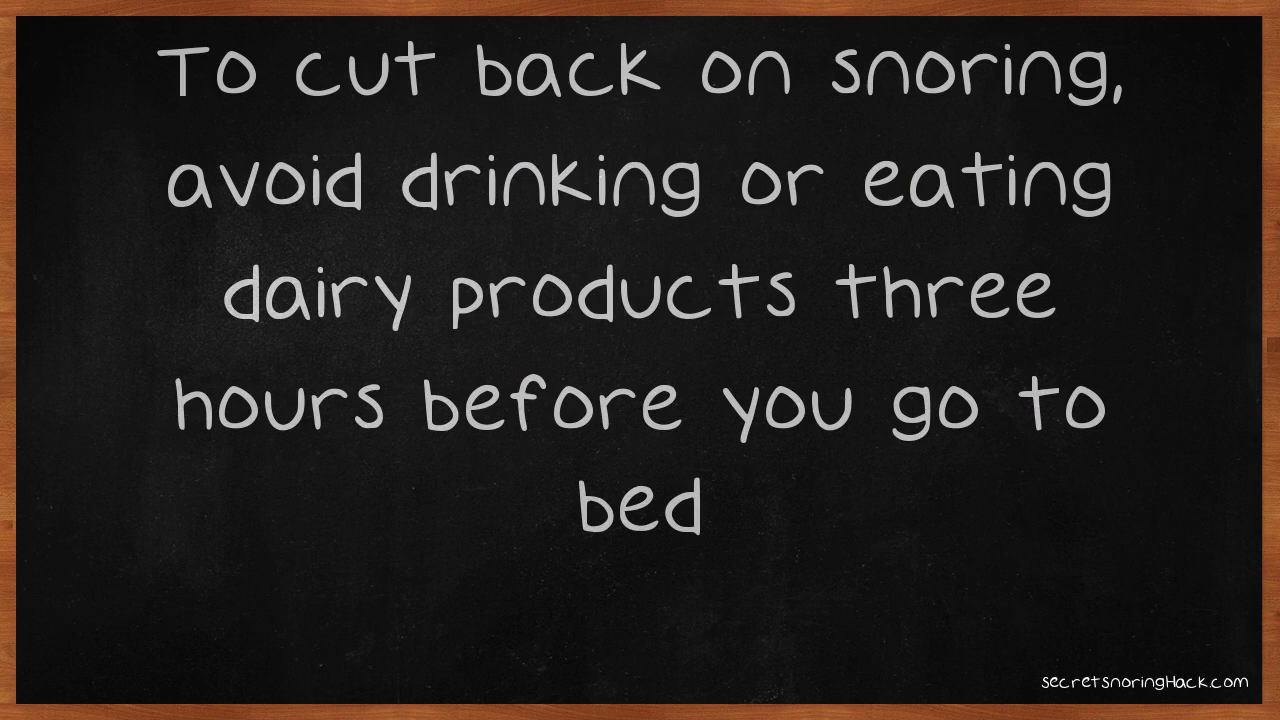 To cut back on snoring,
avoid drinking or eating
dairy products three
hours before you go to
bed
secretsnoringHack.com